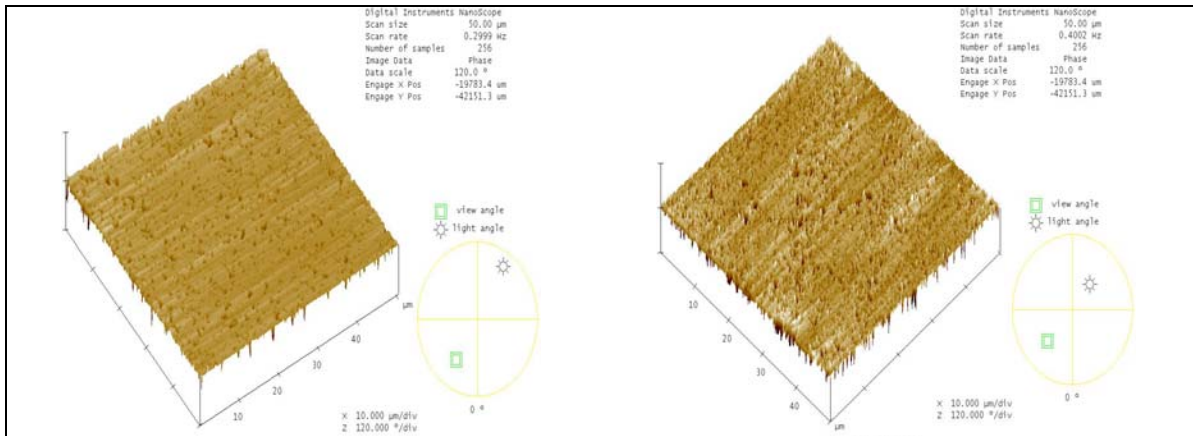 Digital Instruments NanoScope
Scan size 50.00 µm
Scan rate 0.2999 Hz
Number of samples 256
Image Data Phase
Data scale 120.0 º
Engage X Pos -19783.4 um
Engage Y Pos -42151.3 um
view angle
light angle
µm
40
30
20
10
X 10.000 µm/div
Z 120.000 º/div
0 º
Digital Instruments NanoScope
Scan size 50.00 µm
Scan rate 0.4002 Hz
Number of samples 256
Image Data Phase
Data scale 120.0 º
Engage X Pos -19783.4 um
Engage Y Pos -42151.3 um
view angle
light angle
10
20
30
40
µm
X 10.000 µm/div
Z 120.000 º/div
0 º